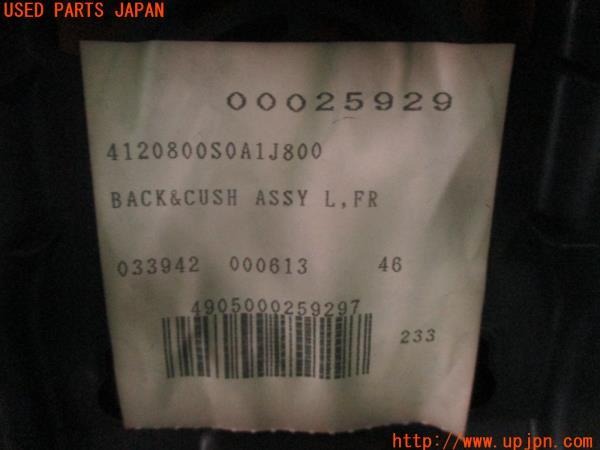 USED PARTS JAPAN
00025929
4120800S0A1J800
BACK&CUSH ASSY L,FR
033942 000613 46
4905000259297
233
http://www.upjpn.com/